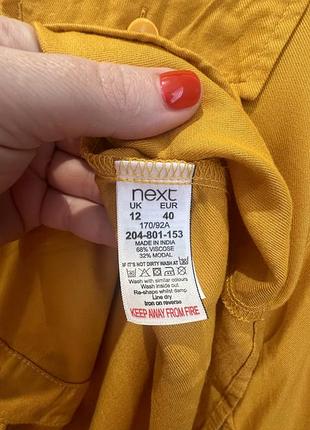 next
UK EUR
12 40
170/92A
204-801-153
MADE IN INDIA
68% VISCOSE
32% MODAL
IF IT'S NOT DIRTY WASH AT 30
Wash with similar colours
Wash inside out
Re-shape whilst damp
Line dry
Iron on reverse
KEEP AWAY FROM FIRE